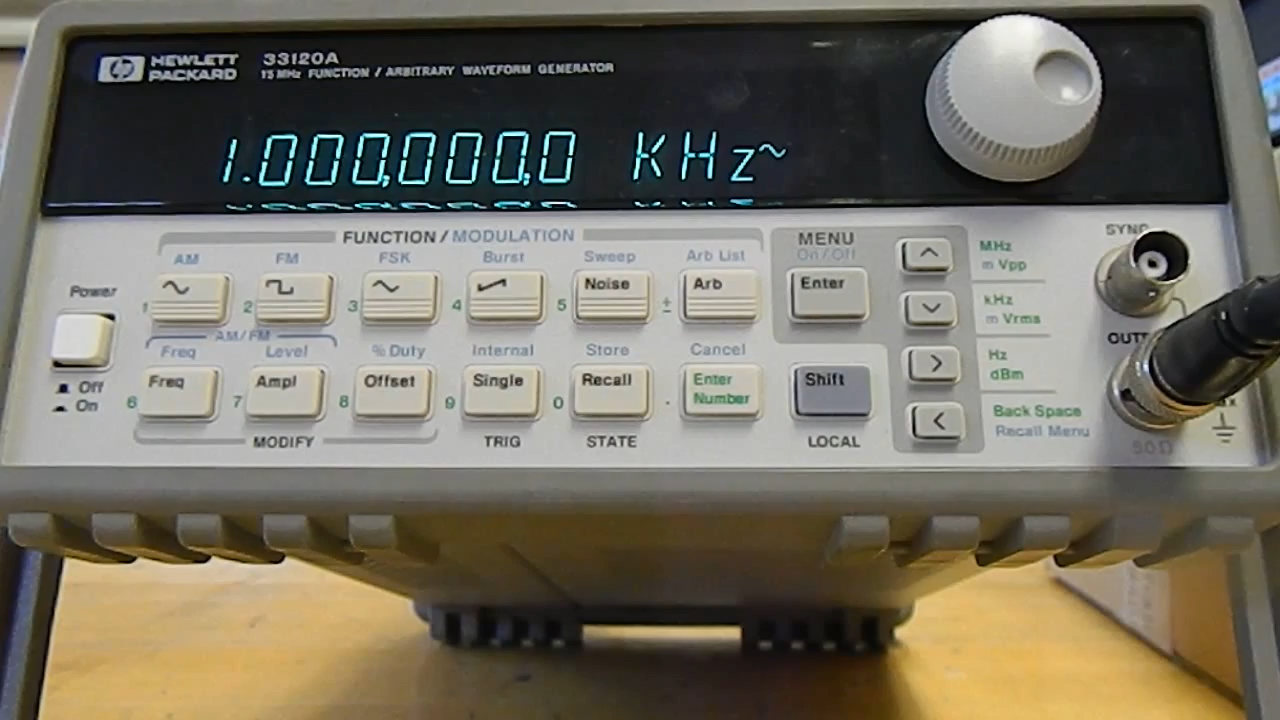 hp HEWLETT PACKARD 33120A
15 MHz FUNCTION / ARBITRARY WAVEFORM GENERATOR
1.000,000,0 KHz~
FUNCTION / MODULATION
MENU
On/Off
SYNC
AM FM FSK Burst Sweep Arb List
MHz
m Vpp
Power
1 2 3 4 5 Noise ± Arb Enter
kHz
m Vrms
AM/FM
Freq Level % Duty Internal Store Cancel
Hz
dBm
Off
On
6 Freq 7 Ampl 8 Offset 9 Single 0 Recall . Enter Number Shift
Back Space
Recall Menu
MODIFY TRIG STATE LOCAL
50Ω